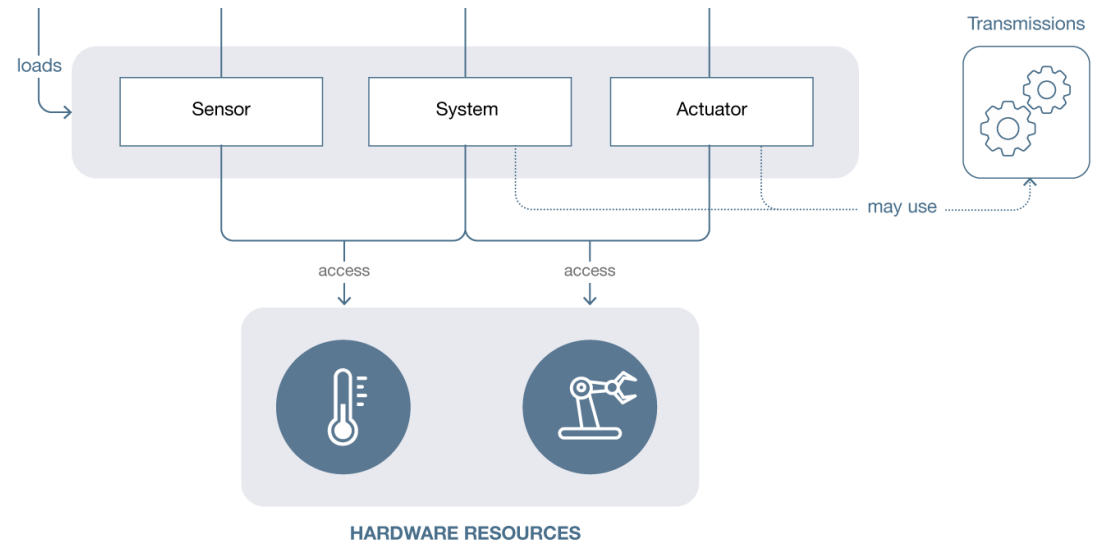 Transmissions
loads
Sensor
System
Actuator
may use
access
access
HARDWARE RESOURCES